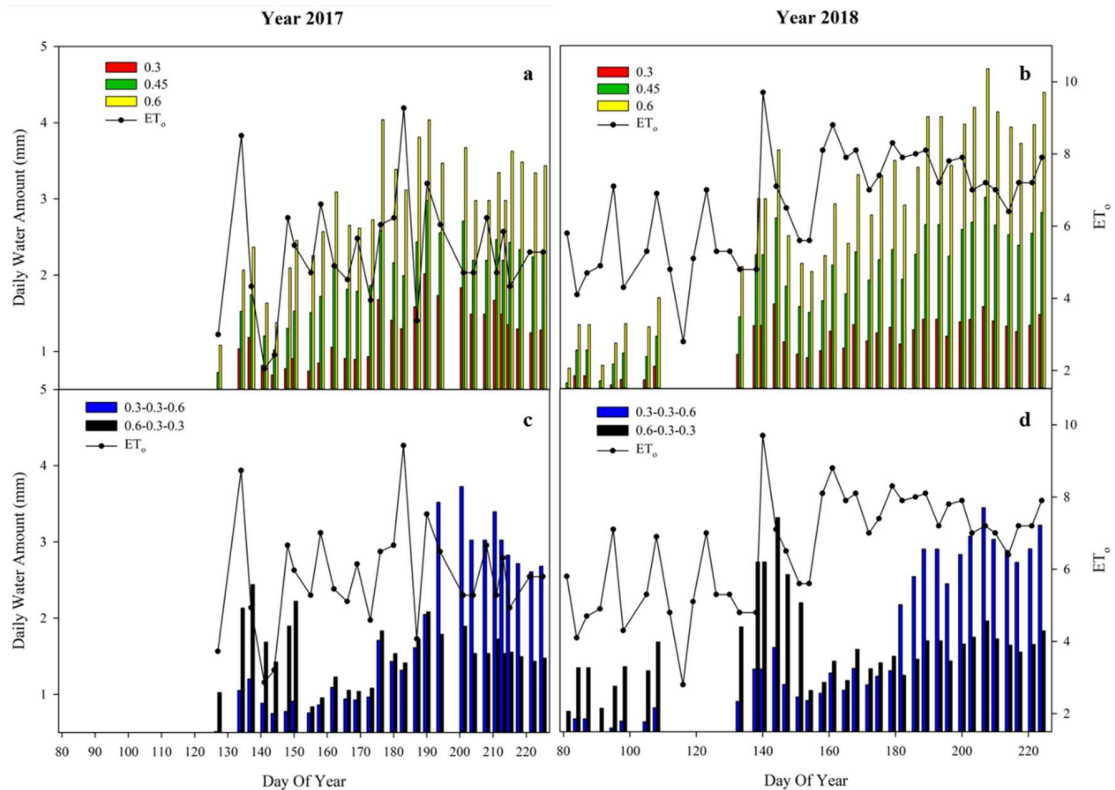 Year 2017
Year 2018
5
4
3
2
1
Daily Water Amount (mm)
0.3
0.45
0.6
ETo
a
0.3
0.45
0.6
ETo
b
10
8
6
4
2
ETo
5
4
3
2
1
Daily Water Amount (mm)
0.3-0.3-0.6
0.6-0.3-0.3
ETo
c
0.3-0.3-0.6
0.6-0.3-0.3
ETo
d
10
8
6
4
2
ETo
80 90 100 110 120 130 140 150 160 170 180 190 200 210 220
80 100 120 140 160 180 200 220
Day Of Year
Day Of Year